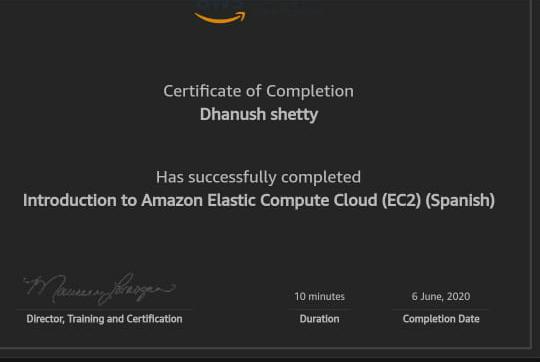 Certificate of Completion
Dhanush shetty
Has successfully completed
Introduction to Amazon Elastic Compute Cloud (EC2) (Spanish)
10 minutes
6 June, 2020
Director, Training and Certification
Duration
Completion Date